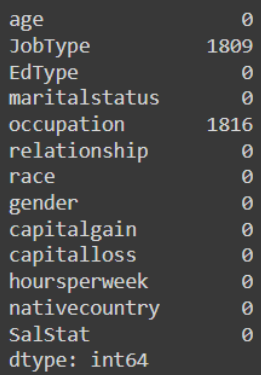 age 0
JobType 1809
EdType 0
maritalstatus 0
occupation 1816
relationship 0
race 0
gender 0
capitalgain 0
capitalloss 0
hoursperweek 0
nativecountry 0
SalStat 0
dtype: int64